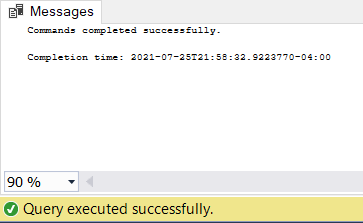 Messages
Commands completed successfully.
Completion time: 2021-07-25T21:58:32.9223770-04:00
90 %
Query executed successfully.